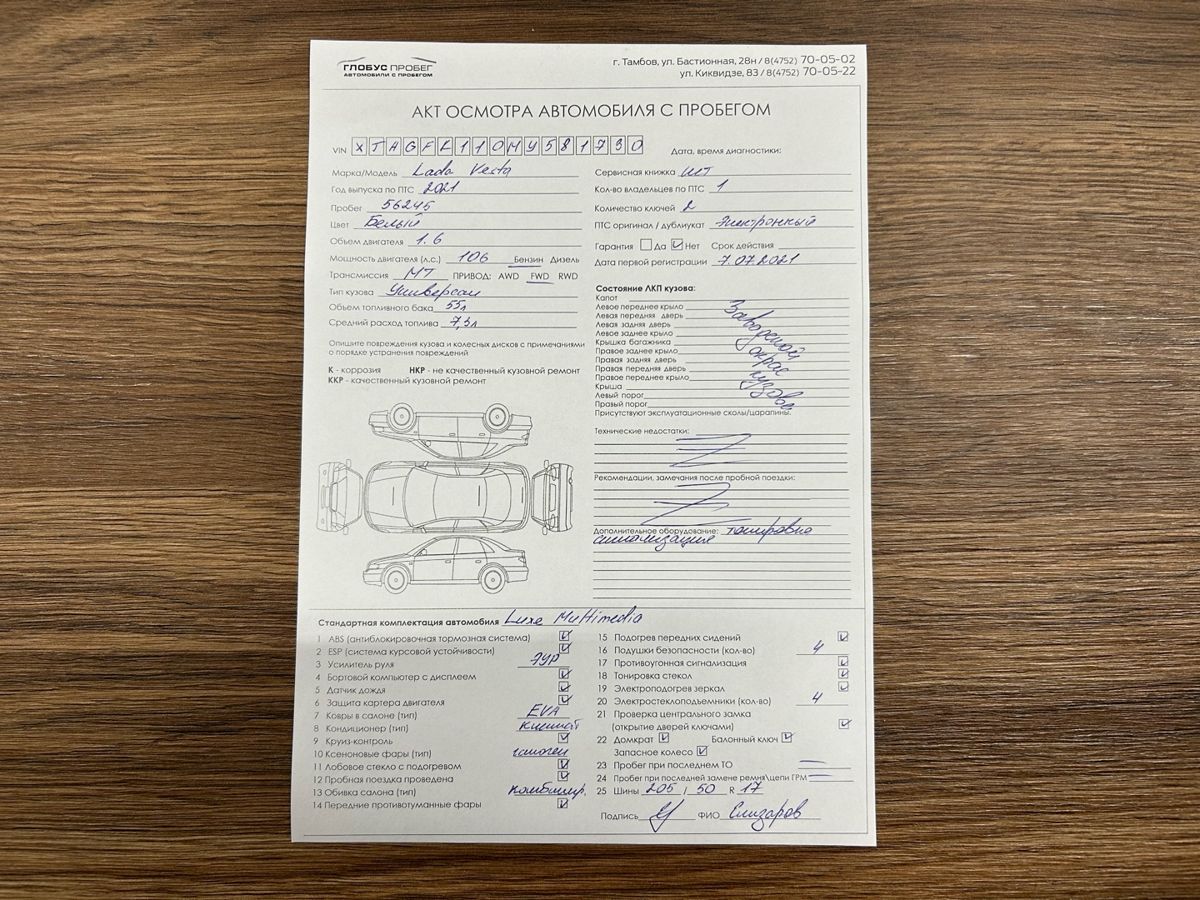 ГЛОБУС ПРОБЕГ
АВТОМОБИЛИ С ПРОБЕГОМ
г. Тамбов, ул. Бастионная, 28н / 8(4752) 70-05-02
ул. Киквидзе, 83 / 8(4752) 70-05-22
АКТ ОСМОТРА АВТОМОБИЛЯ С ПРОБЕГОМ
VIN XTAGFL110MY581730
Дата, время диагностики:
Марка/Модель Lada Vesta
Год выпуска по ПТС 2021
Пробег 56245
Цвет Белый
Объем двигателя 1.6
Мощность двигателя (л.с.) 106 Бензин Дизель
Трансмиссия МТ ПРИВОД: AWD FWD RWD
Тип кузова Универсал
Объем топливного бака 55л
Средний расход топлива 7,3л
Опишите повреждения кузова и колесных дисков с примечаниями
о порядке устранения повреждений
К - коррозия НКР - не качественный кузовной ремонт
ККР - качественный кузовной ремонт
Сервисная книжка
Кол-во владельцев по ПТС 1
Количество ключей 2
ПТС оригинал / дубликат Электронный
Гарантия Да Нет Срок действия
Дата первой регистрации 7.07.2021
Состояние ЛКП кузова:
Капот
Левое переднее крыло
Левая передняя дверь
Левая задняя дверь
Левое заднее крыло
Крышка багажника
Правое заднее крыло
Правая задняя дверь
Правая передняя дверь
Правое переднее крыло
Крыша
Левый порог
Правый порог
Заводской
окрас
кузова
Присутствуют эксплуатационные сколы/царапины.
Технические недостатки:
Рекомендации, замечания после пробной поездки:
Дополнительное оборудование: тонировка
сигнализация
Стандартная комплектация автомобиля Luxe Multimedia
1 ABS (антиблокировочная тормозная система)
2 ESP (система курсовой устойчивости)
3 Усилитель руля ЭУР
4 Бортовой компьютер с дисплеем
5 Датчик дождя
6 Защита картера двигателя
7 Ковры в салоне (тип) EVA
8 Кондиционер (тип) климат
9 Круиз-контроль
10 Ксеноновые фары (тип) галоген
11 Лобовое стекло с подогревом
12 Пробная поездка проведена
13 Обивка салона (тип) комбинир.
14 Передние противотуманные фары
15 Подогрев передних сидений
16 Подушки безопасности (кол-во) 4
17 Противоугонная сигнализация
18 Тонировка стекол
19 Электроподогрев зеркал
20 Электростеклоподъемники (кол-во) 4
21 Проверка центрального замка
(открытие дверей ключами)
22 Домкрат Балонный ключ
Запасное колесо
23 Пробег при последнем ТО
24 Пробег при последней замене ремня\цепи ГРМ
25 Шины 205 / 50 R 17
Подпись ФИО Елизаров